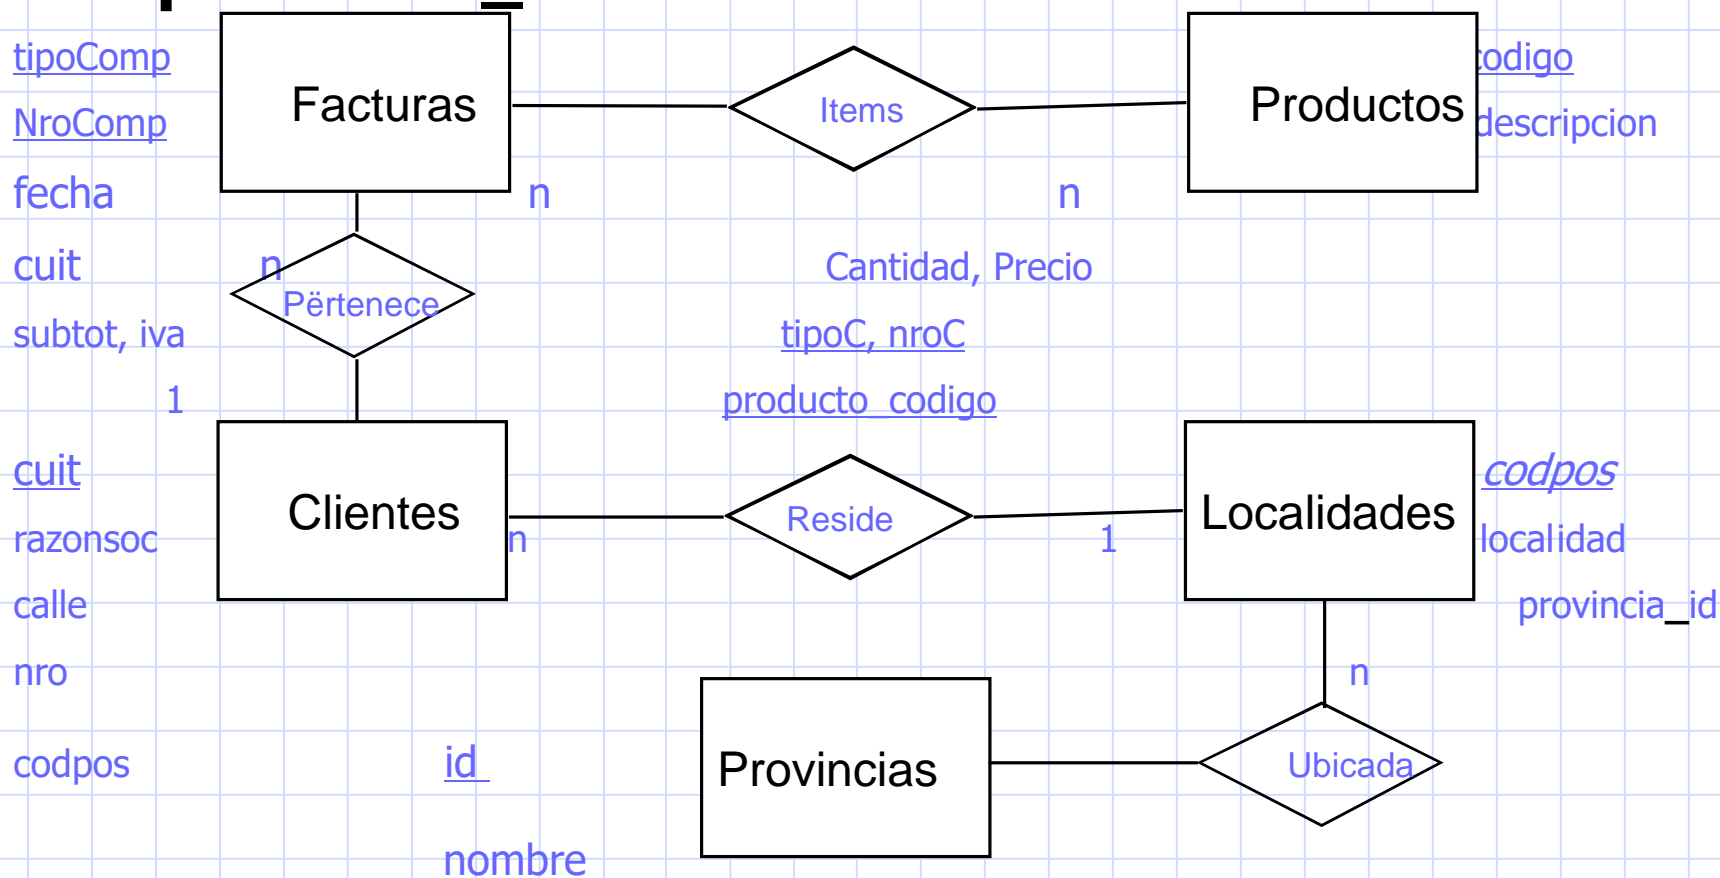 tipoComp
Facturas
Items
Productos
codigo
NroComp
descripcion
fecha
n
n
cuit
n
Përtenece
Cantidad, Precio
subtot, iva
tipoC, nroC
1
producto_codigo
cuit
Clientes
Reside
Localidades
codpos
razonsoc
n
1
localidad
calle
provincia_id
nro
n
codpos
id
Provincias
Ubicada
nombre